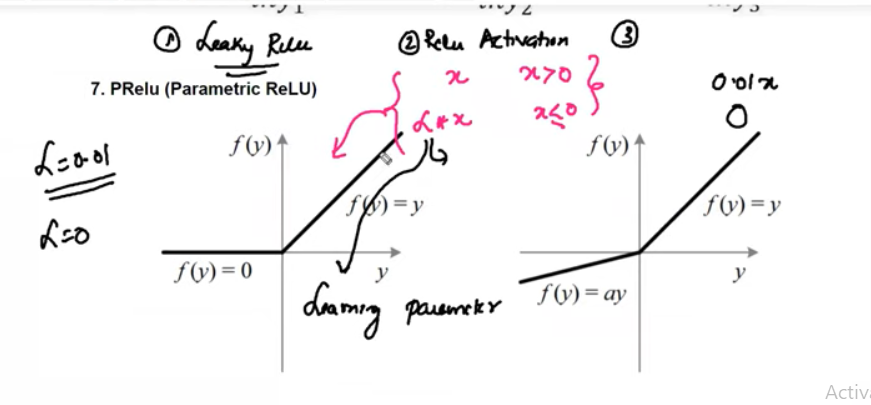 ① Leaky Relu ② Relu Activation ③
7. PRelu (Parametric ReLU)
x x>0
α * x x≤0
0.01x
0
α=0.01
α=0
f(y) f(y)
f(y) = y f(y) = y
f(y) = 0 y y
f(y) = ay
Learning parameter
Activa